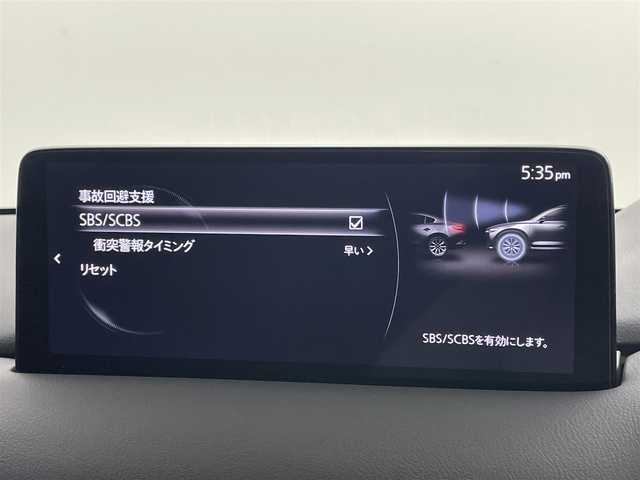 5:35pm
事故回避支援
SBS/SCBS
衝突警報タイミング 早い
リセット
SBS/SCBSを有効にします。